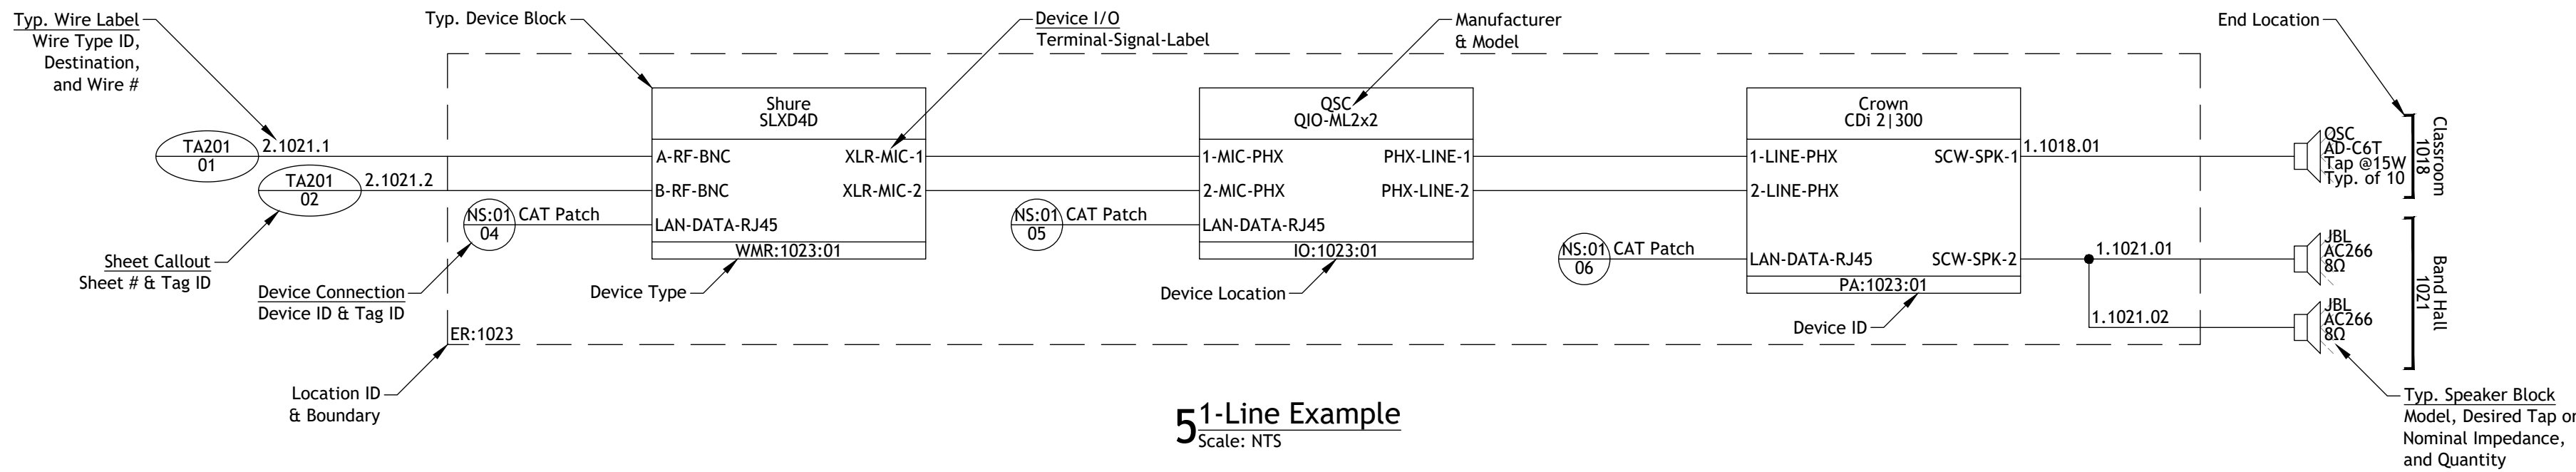 Typ. Wire Label
Wire Type ID,
Destination,
and Wire #
Typ. Device Block
Device I/O
Terminal-Signal-Label
Manufacturer
& Model
End Location
TA201
01
2.1021.1
TA201
02
2.1021.2
NS:01
04
CAT Patch
Sheet Callout
Sheet # & Tag ID
Device Connection
Device ID & Tag ID
ER:1023
Location ID
& Boundary
Shure
SLXD4D
A-RF-BNC
XLR-MIC-1
B-RF-BNC
XLR-MIC-2
LAN-DATA-RJ45
WMR:1023:01
Device Type
NS:01
05
CAT Patch
QSC
QIO-ML2x2
1-MIC-PHX
PHX-LINE-1
2-MIC-PHX
PHX-LINE-2
LAN-DATA-RJ45
IO:1023:01
Device Location
NS:01
06
CAT Patch
Crown
CDi 2|300
1-LINE-PHX
SCW-SPK-1
2-LINE-PHX
LAN-DATA-RJ45
SCW-SPK-2
PA:1023:01
Device ID
1.1018.01
1.1021.01
1.1021.02
QSC
AD-C6T
Tap @15W
Typ. of 10
Classroom
1018
JBL
AC266
8Ω
JBL
AC266
8Ω
Band Hall
1021
Typ. Speaker Block
Model, Desired Tap or
Nominal Impedance,
and Quantity
5 1-Line Example
Scale: NTS